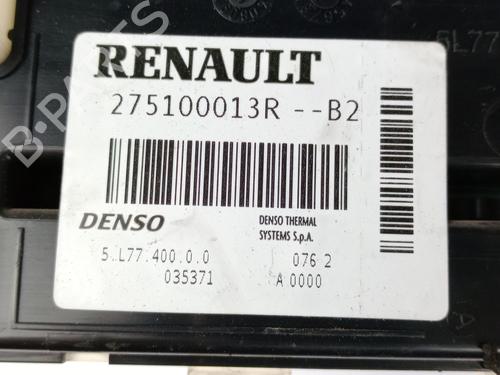 RENAULT
275100013R --B2
DENSO
DENSO THERMAL
SYSTEMS S.p.A.
5.L77.400.0.0
076 2
035371
A 0000
B-PARTS